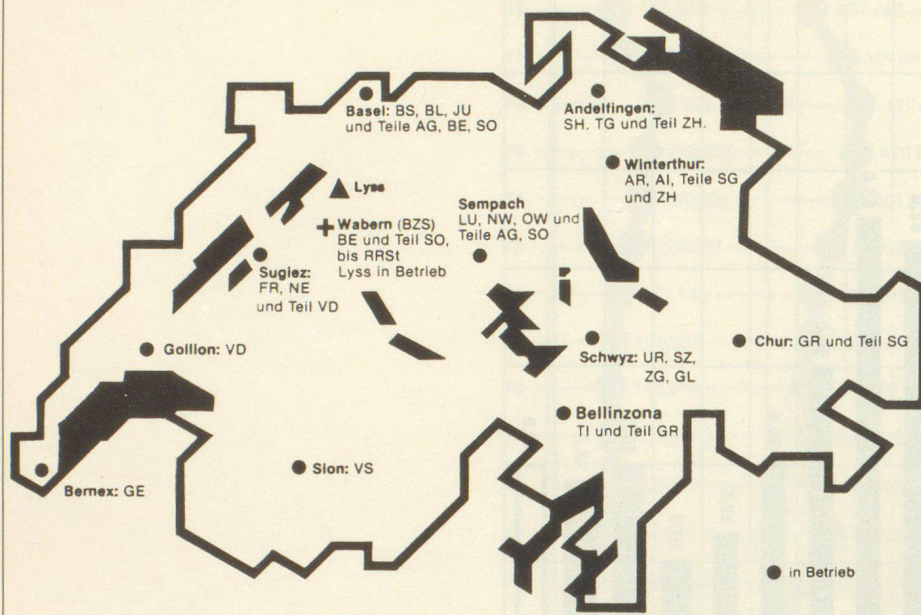 Basel: BS, BL, JU
und Teile AG, BE, SO
Andelfingen:
SH, TG und Teil ZH.
Winterthur:
AR, AI, Teile SG
und ZH
Lyss
Sempach
LU, NW, OW und
Teile AG, SO
Wabern (BZS)
BE und Teil SO,
bis RRSt
Lyss in Betrieb
Sugiez:
FR, NE
und Teil VD
Gollion: VD
Schwyz: UR, SZ,
ZG, GL
Chur: GR und Teil SG
Bellinzona
TI und Teil GR
Sion: VS
Bernex: GE
in Betrieb